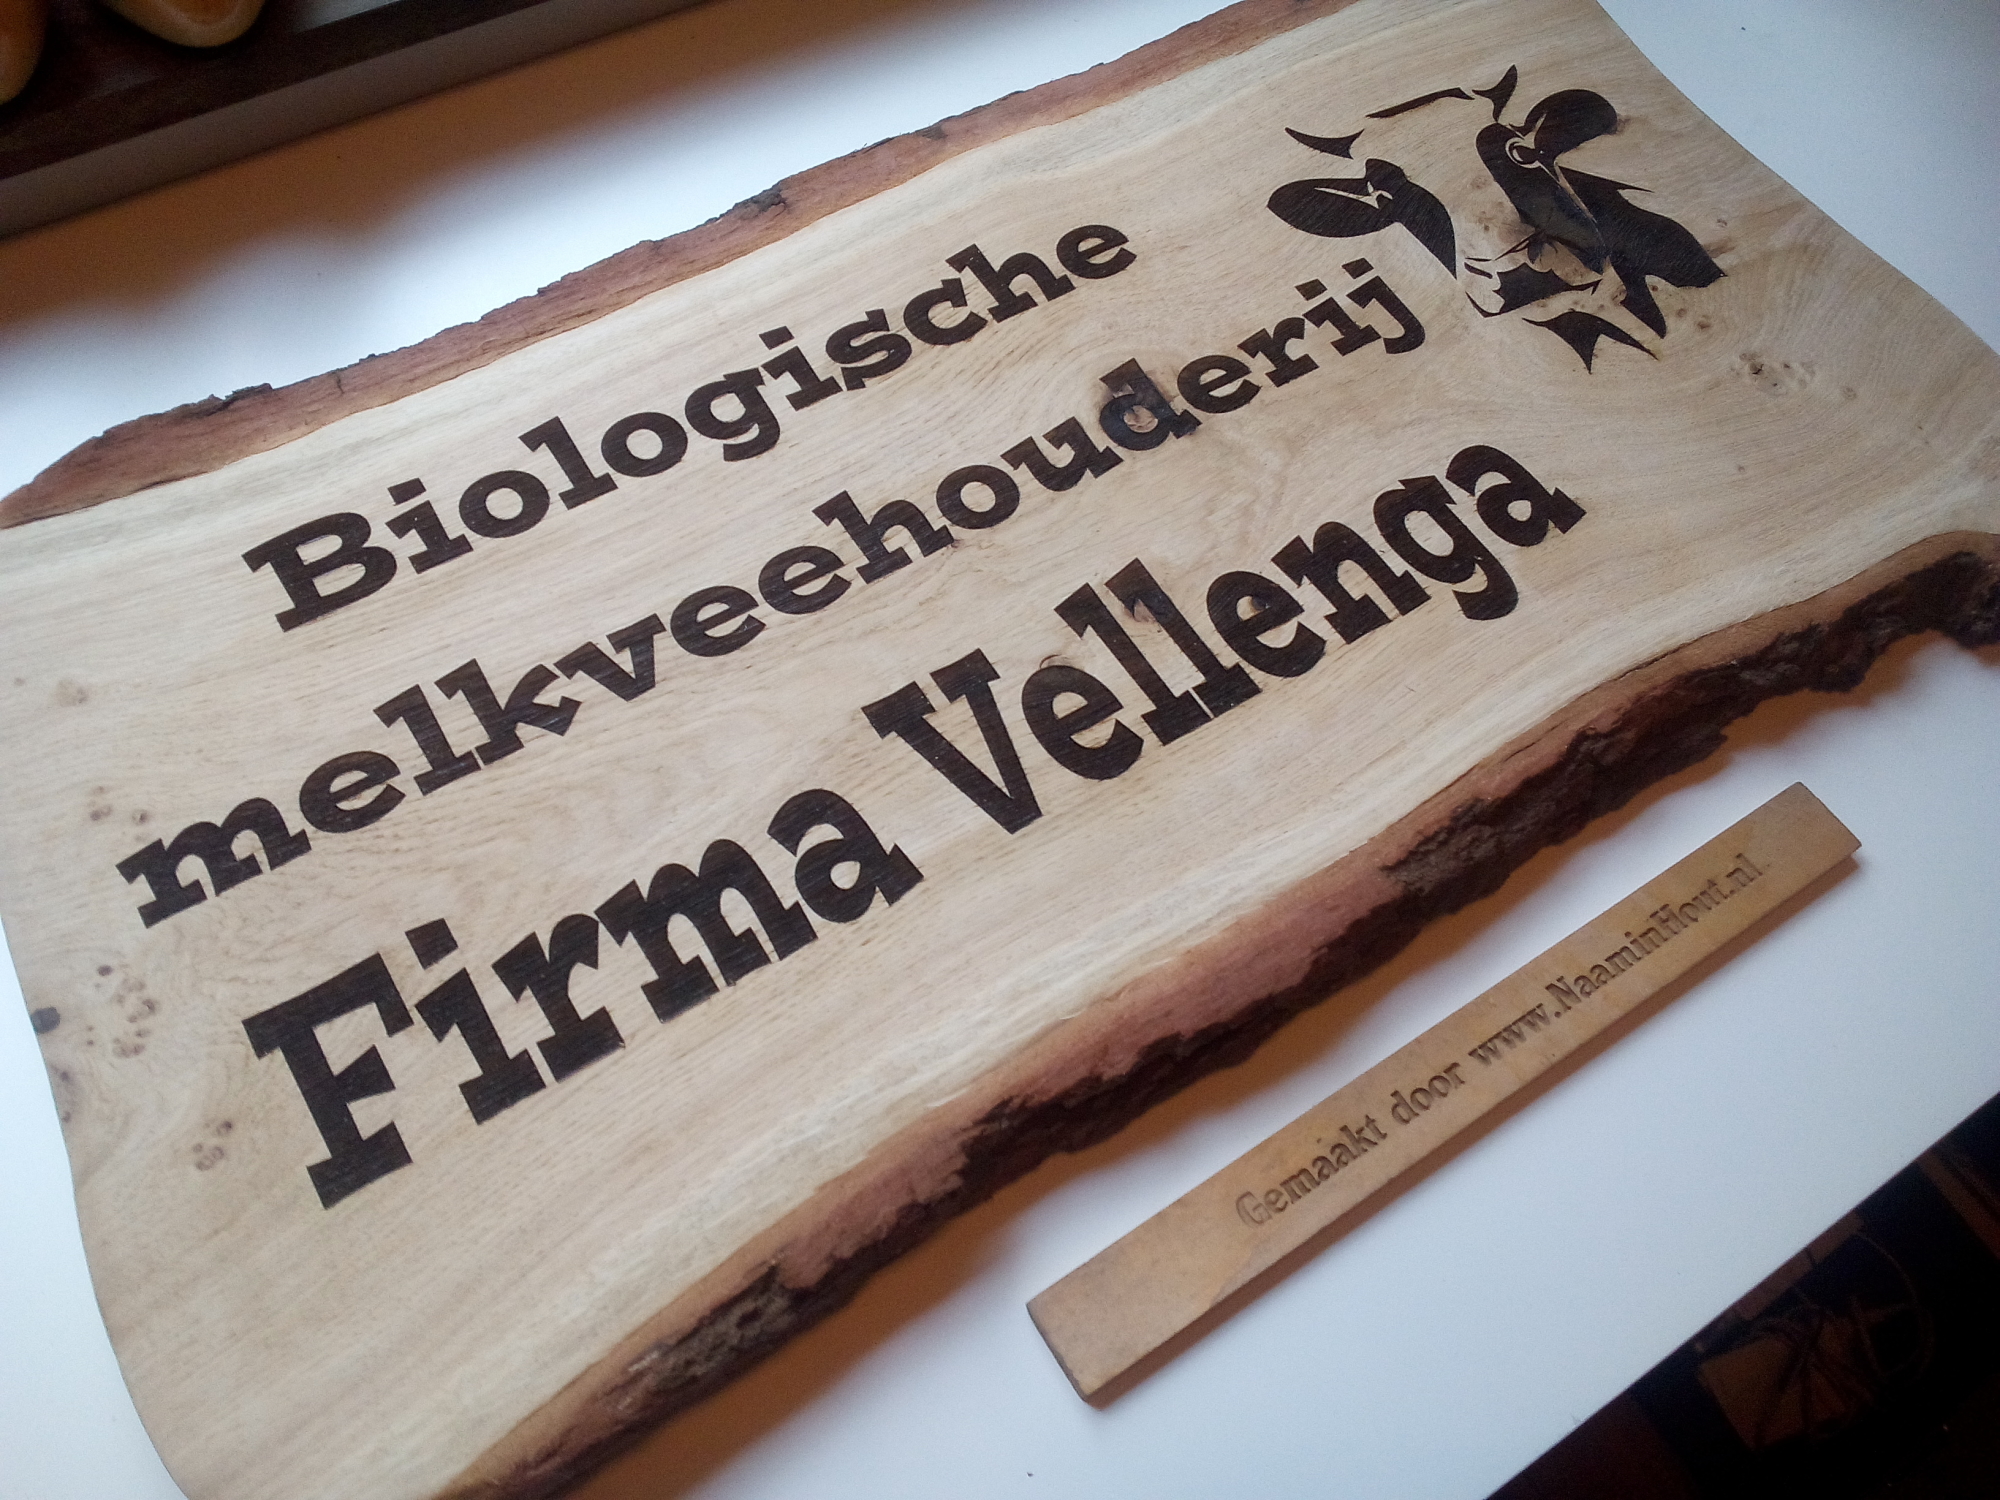 Biologische
melkveehouderij
Firma Vellenga
Gemaakt door www.NaaminHout.nl